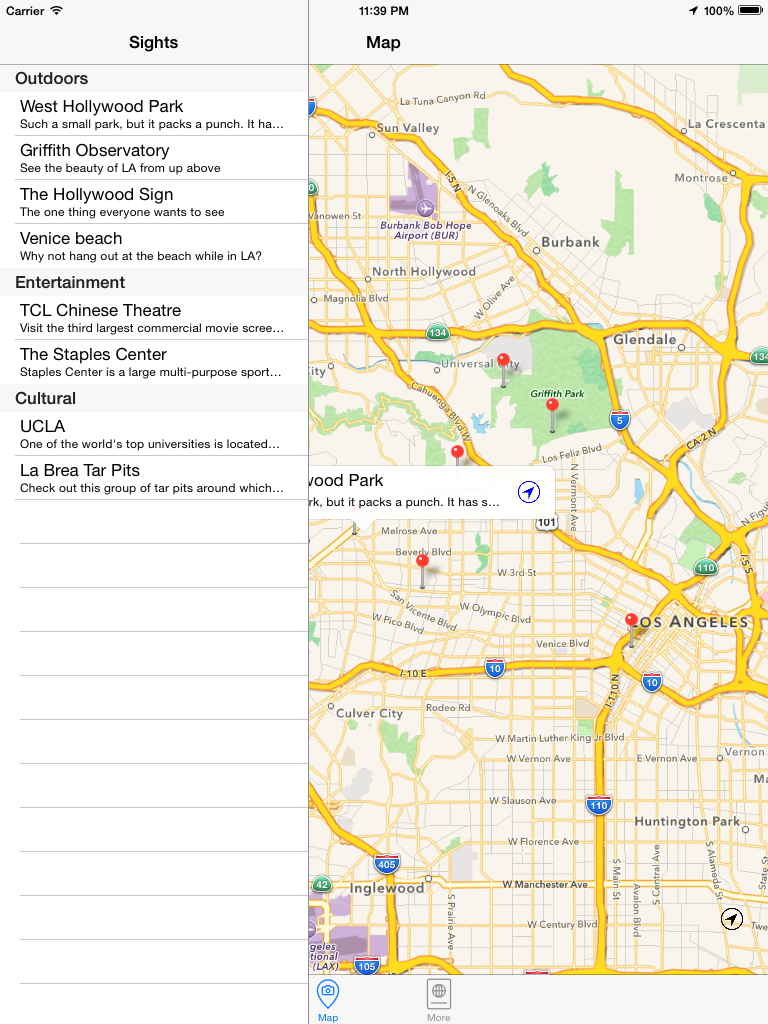 Carrier
11:39 PM
100%
Sights
Map
Outdoors
West Hollywood Park
Such a small park, but it packs a punch. It ha…
Griffith Observatory
See the beauty of LA from up above
The Hollywood Sign
The one thing everyone wants to see
Venice beach
Why not hang out at the beach while in LA?
Entertainment
TCL Chinese Theatre
Visit the third largest commercial movie scree…
The Staples Center
Staples Center is a large multi-purpose sport…
Cultural
UCLA
One of the world's top universities is located…
La Brea Tar Pits
Check out this group of tar pits around which…
La Tuna Canyon Rd
Sun Valley
La Crescenta
Montrose
I-5 N
N Glenoaks Blvd
Vanowen St
Burbank Bob Hope
Airport (BUR)
Burbank
North Hollywood
W Olive Ave
Magnolia Blvd
134
Glendale
134
Universal City
City
Griffith Park
Cahuenga Blvd W
5
CA-2 N
Los Feliz Blvd
N Vermont Ave
wood Park
rk, but it packs a punch. It has s…
101
N Figu
Melrose Ave
Beverly Blvd
W 3rd St
110
I-5 S
San Vicente Blvd
W Olympic Blvd
W Pico Blvd
LOS ANGELES
Venice Blvd
I-10 E
10
10
I-110 N
Culver City
Rodeo Rd
W Martin Luther King Jr Blvd
W Vernon Ave
E Vernon Ave
Vernon
Ma
W Slauson Ave
110
Huntington Park
W Florence Ave
405
42
Inglewood
W Manchester Ave
S Main St
S Central Ave
Avalon Blvd
S Alameda St
State St
S Prairie Ave
W Century Blvd
Twe
geles
tional
(LAX)
105
Map
More